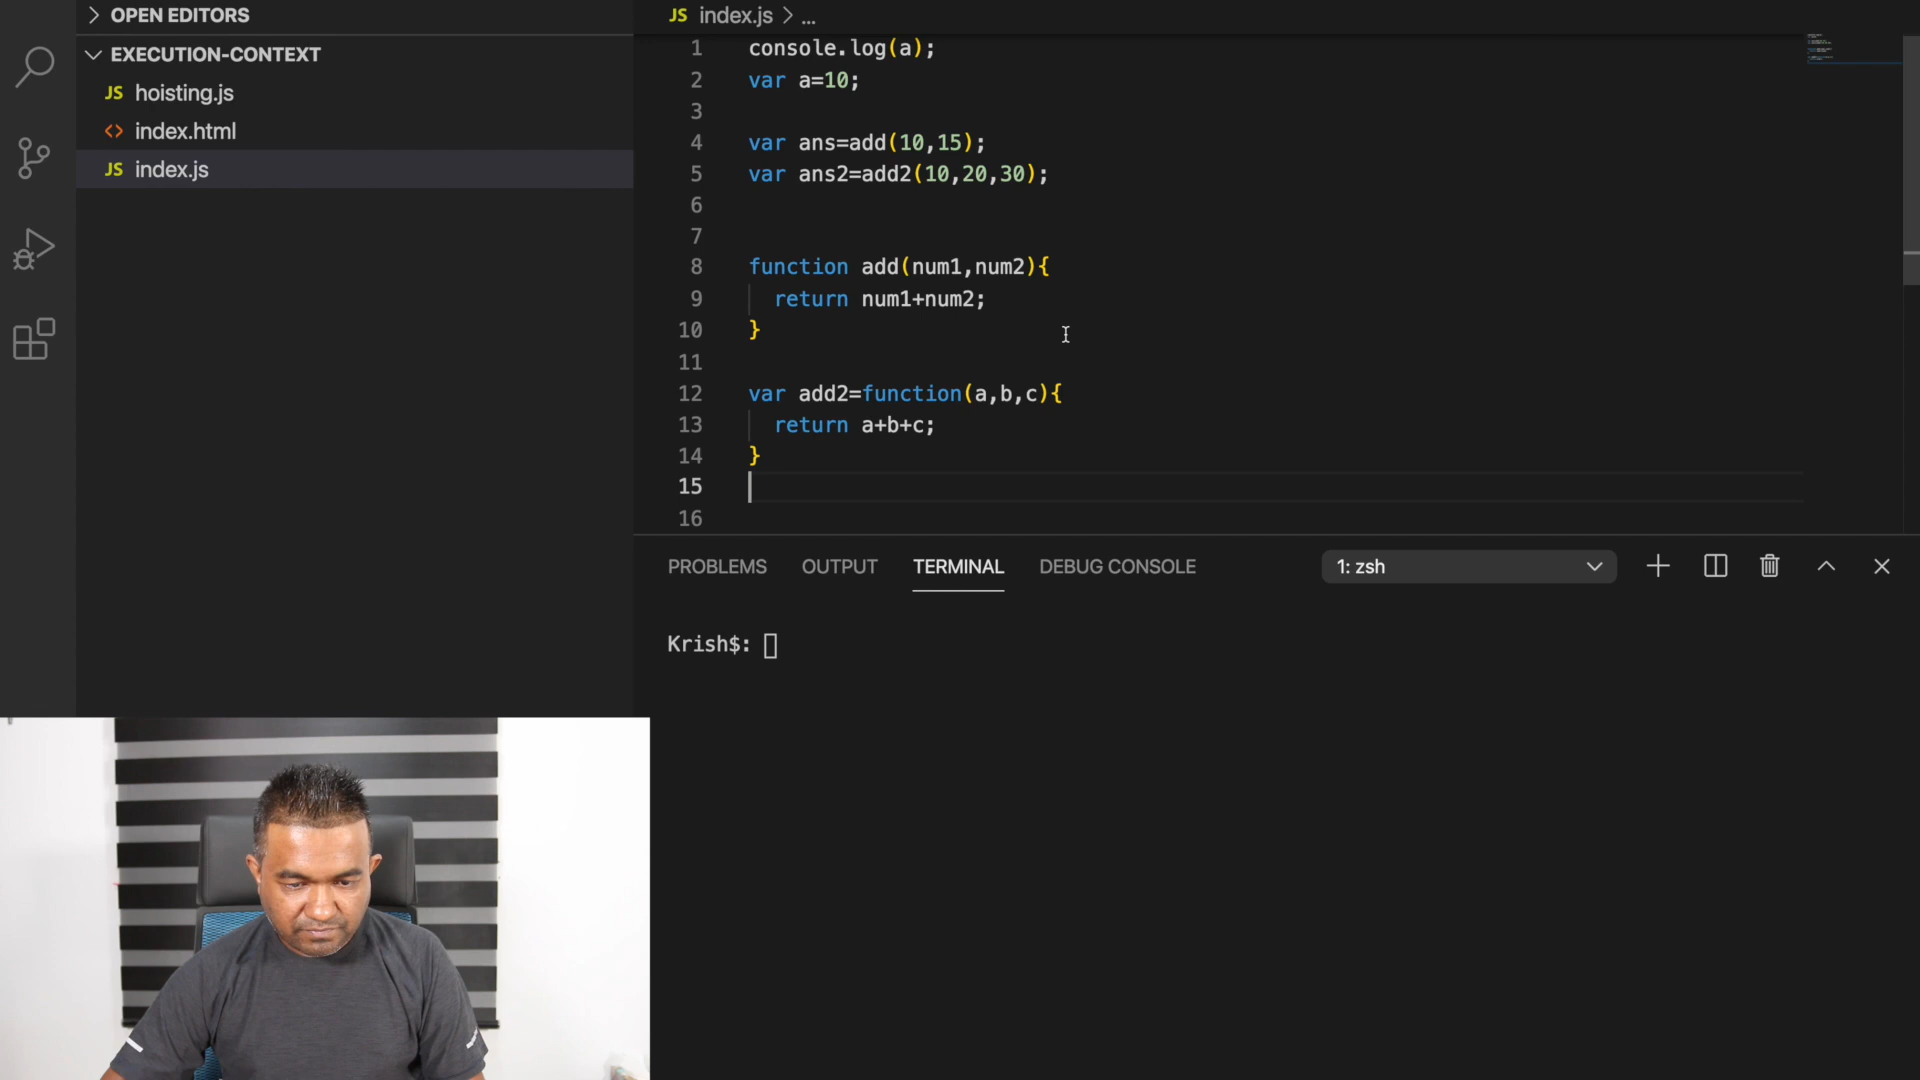 OPEN EDITORS
EXECUTION-CONTEXT
JS hoisting.js
<> index.html
JS index.js
JS index.js > ...
1 console.log(a);
2 var a=10;
3
4 var ans=add(10,15);
5 var ans2=add2(10,20,30);
6
7
8 function add(num1,num2){
9 return num1+num2;
10 }
11
12 var add2=function(a,b,c){
13 return a+b+c;
14 }
15
16
PROBLEMS OUTPUT TERMINAL DEBUG CONSOLE 1: zsh
Krish$: